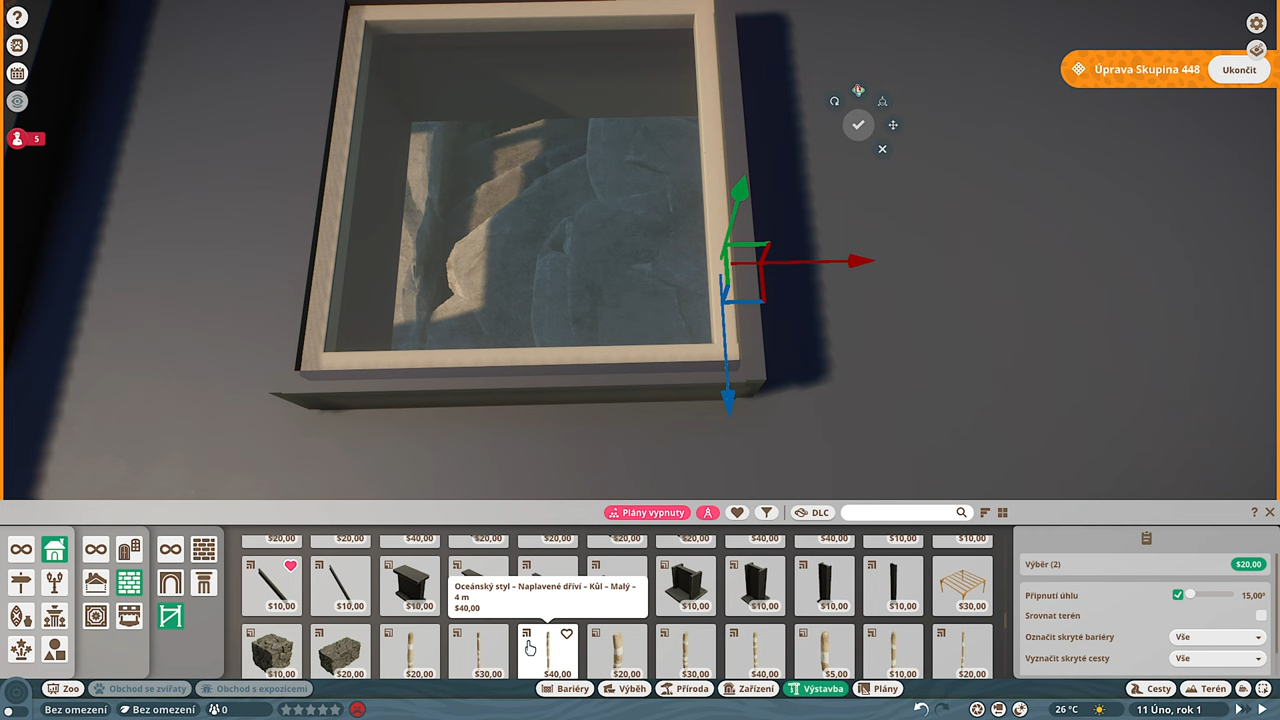 Úprava Skupina 448
Ukončit
5
Plány vypnuty
DLC
$20,00 $20,00 $40,00 $20,00 $20,00 $20,00 $20,00 $40,00 $40,00 $10,00 $10,00
Oceánský styl – Naplavené dříví – Kůl – Malý – 4 m
$40,00
$10,00 $10,00 $10,00 $10,00 $10,00 $10,00 $10,00 $30,00
$10,00 $20,00 $20,00 $30,00 $40,00 $20,00 $30,00 $40,00 $5,00 $10,00 $20,00
Výběr (2)
$20,00
Připnutí úhlu
15,00°
Srovnat terén
Označit skryté bariéry
Vše
Vyznačit skryté cesty
Vše
Zoo
Obchod se zvířaty
Obchod s expozicemi
Bariéry
Výběh
Příroda
Zařízení
Výstavba
Plány
Cesty
Terén
Bez omezení
Bez omezení
0
26 °C
11 Úno, rok 1